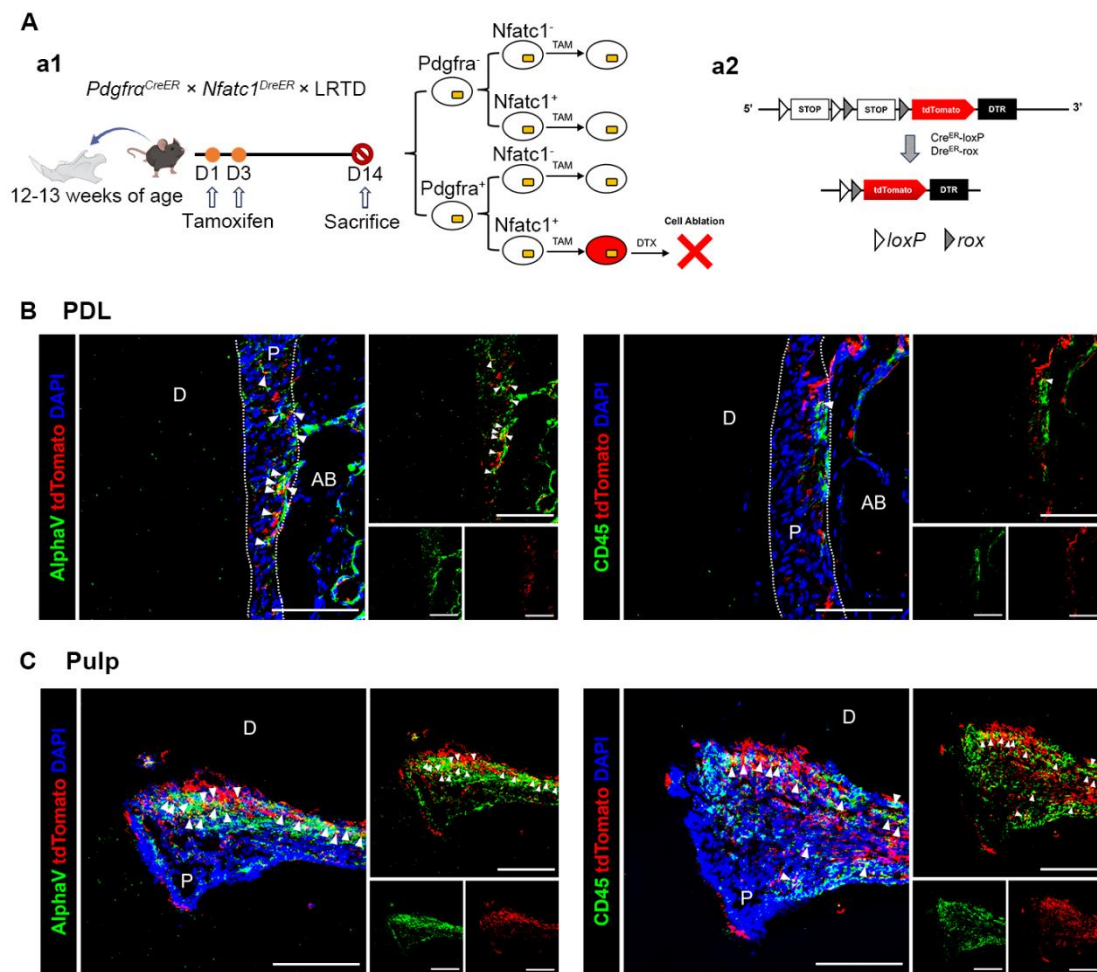 A
a1
Pdgfrα^CreER × Nfatc1^DreER × LRTD
12-13 weeks of age
D1 D3 D14
Tamoxifen Sacrifice
Pdgfra⁻
Nfatc1⁻
TAM
Nfatc1⁺
TAM
Pdgfra⁺
Nfatc1⁻
TAM
Nfatc1⁺
TAM
DTX
Cell Ablation
a2
5' STOP STOP tdTomato DTR 3'
Cre^ER-loxP
Dre^ER-rox
tdTomato DTR
loxP rox
B PDL
AlphaV tdTomato DAPI
D
P
AB
CD45 tdTomato DAPI
D
P
AB
C Pulp
AlphaV tdTomato DAPI
D
P
CD45 tdTomato DAPI
D
P